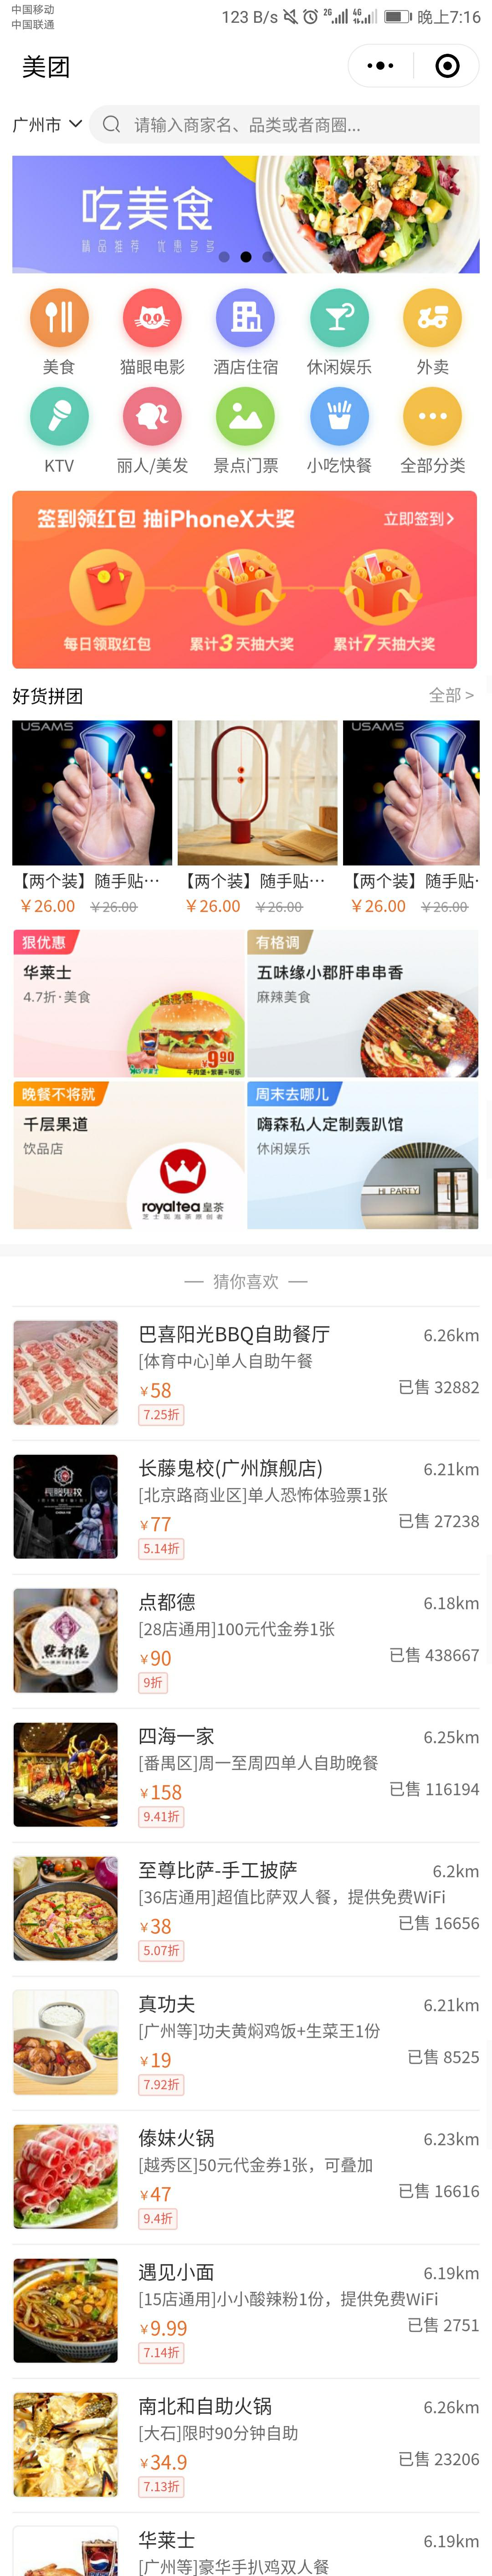 中国移动
中国联通
123 B/s
2G
4G
晚上7:16
美团
广州市
请输入商家名、品类或者商圈...
吃美食
精品推荐 优惠多多
美食 猫眼电影 酒店住宿 休闲娱乐 外卖
KTV 丽人/美发 景点门票 小吃快餐 全部分类
签到领红包 抽iPhoneX大奖
立即签到>
每日领取红包 累计3天抽大奖 累计7天抽大奖
好货拼团
全部 >
USAMS
USAMS
【两个装】随手贴… 【两个装】随手贴… 【两个装】随手贴·
￥26.00 ￥26.00 ￥26.00 ￥26.00 ￥26.00 ￥26.00
狠优惠
华莱士
4.7折·美食
¥9.90
牛肉堡+紫薯+可乐
有格调
五味缘小郡肝串串香
麻辣美食
晚餐不将就
千层果道
饮品店
royaltea皇茶
芝士现泡茶原创者
周末去哪儿
嗨森私人定制轰趴馆
休闲娱乐
HI PARTY
— 猜你喜欢 —
巴喜阳光BBQ自助餐厅
6.26km
[体育中心]单人自助午餐
￥58
已售 32882
7.25折
长藤鬼校(广州旗舰店)
6.21km
[北京路商业区]单人恐怖体验票1张
￥77
已售 27238
5.14折
点都德
6.18km
[28店通用]100元代金券1张
￥90
已售 438667
9折
點都德
四海一家
6.25km
[番禺区]周一至周四单人自助晚餐
￥158
已售 116194
9.41折
至尊比萨-手工披萨
6.2km
[36店通用]超值比萨双人餐，提供免费WiFi
￥38
已售 16656
5.07折
真功夫
6.21km
[广州等]功夫黄焖鸡饭+生菜王1份
￥19
已售 8525
7.92折
傣妹火锅
6.23km
[越秀区]50元代金券1张，可叠加
￥47
已售 16616
9.4折
遇见小面
6.19km
[15店通用]小小酸辣粉1份，提供免费WiFi
￥9.99
已售 2751
7.14折
南北和自助火锅
6.26km
[大石]限时90分钟自助
￥34.9
已售 23206
7.13折
华莱士
6.19km
[广州等]豪华手扒鸡双人餐